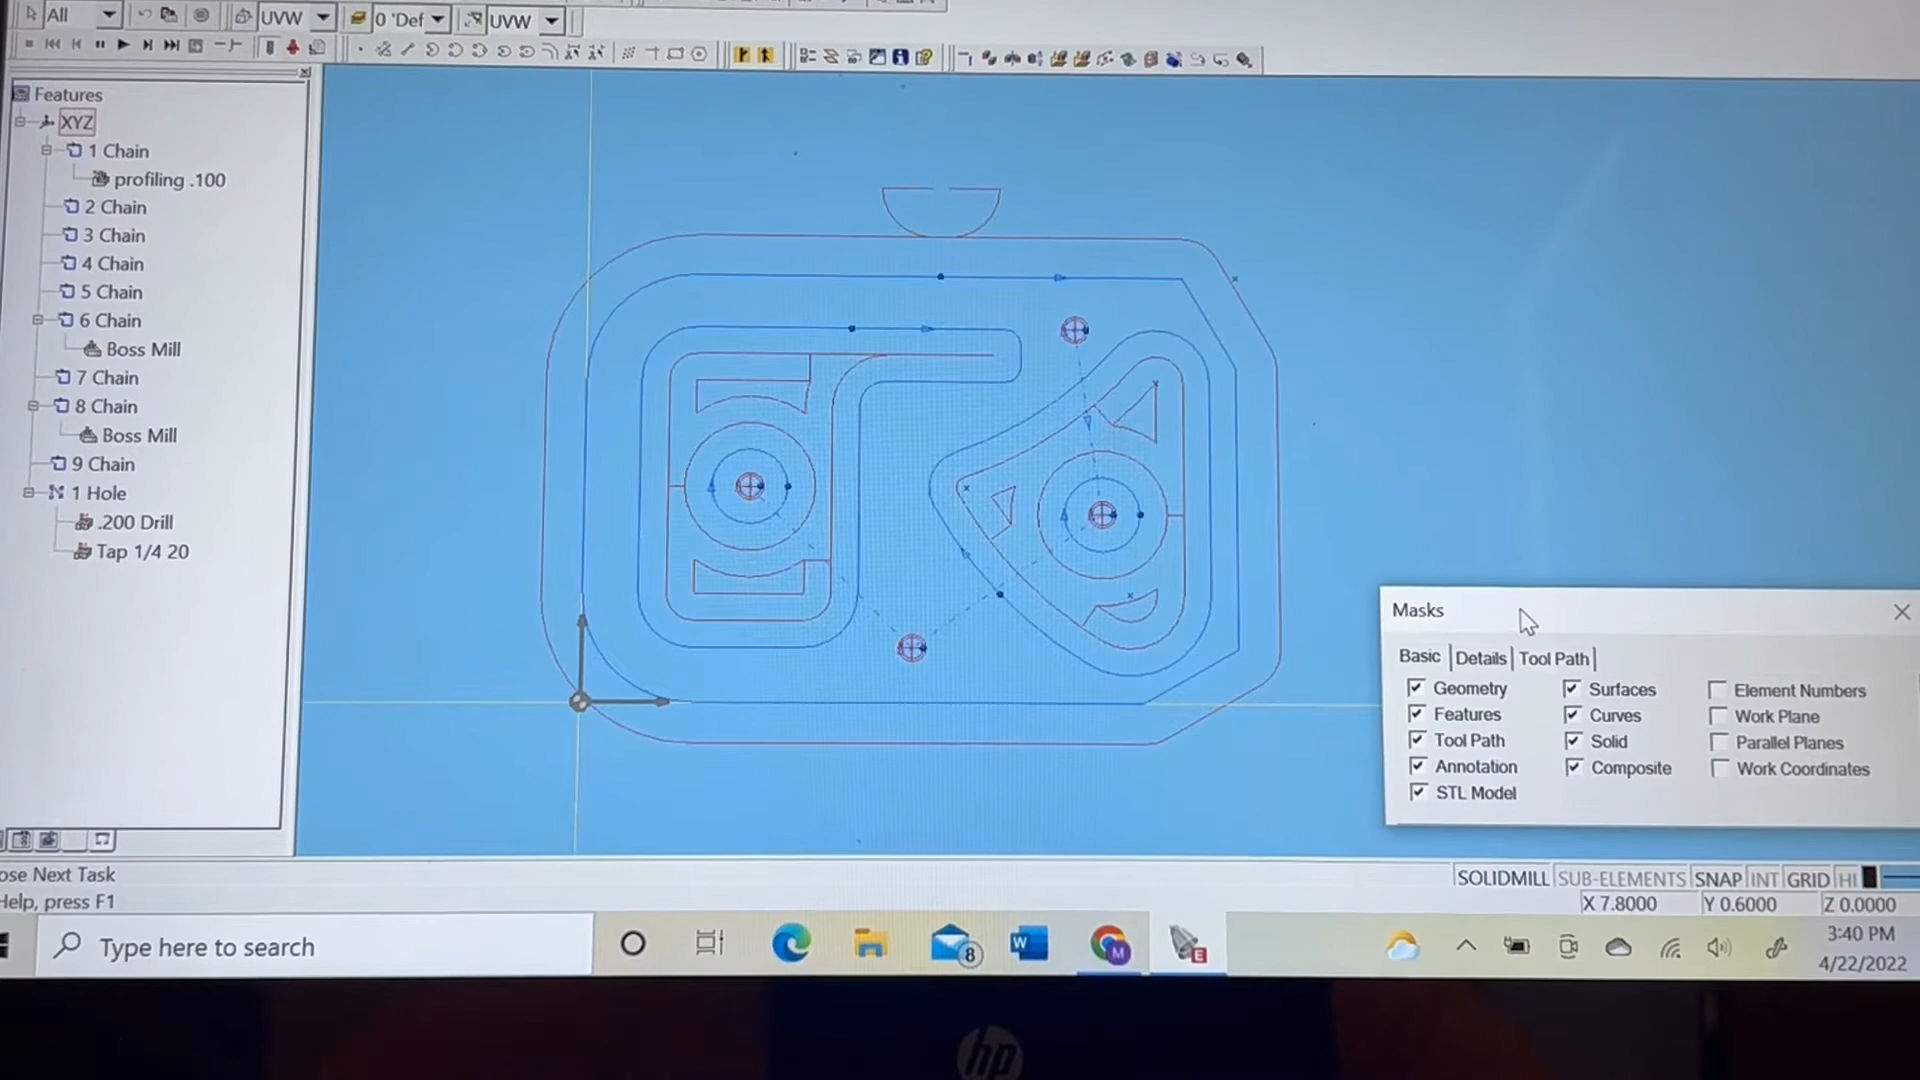 All
UVW
0 'Def
UVW
Features
XYZ
1 Chain
profiling .100
2 Chain
3 Chain
4 Chain
5 Chain
6 Chain
Boss Mill
7 Chain
8 Chain
Boss Mill
9 Chain
1 Hole
.200 Drill
Tap 1/4 20
Masks
Basic Details Tool Path
Geometry Surfaces Element Numbers
Features Curves Work Plane
Tool Path Solid Parallel Planes
Annotation Composite Work Coordinates
STL Model
ose Next Task
SOLIDMILL SUB-ELEMENTS SNAP INT GRID HI
Help, press F1
X 7.8000 Y 0.6000 Z 0.0000
Type here to search
8
W
M
E
3:40 PM
4/22/2022
hp